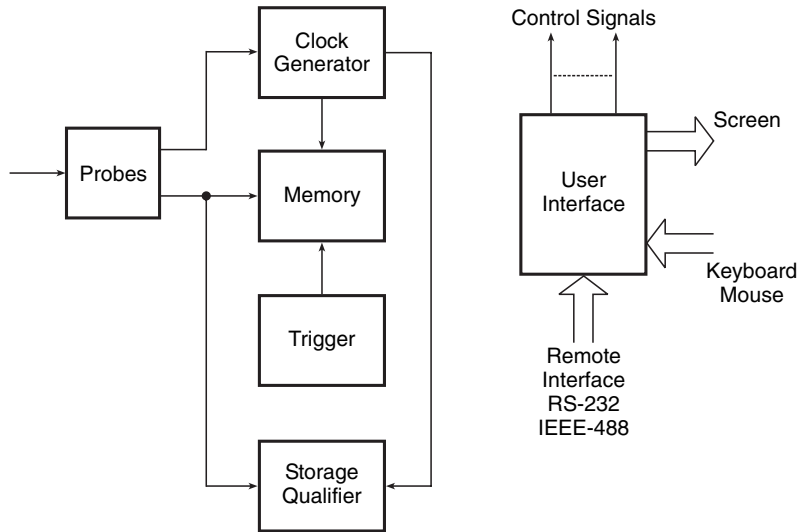 Clock
Generator
Probes
Memory
Trigger
Storage
Qualifier
Control Signals
Screen
User
Interface
Keyboard
Mouse
Remote
Interface
RS-232
IEEE-488